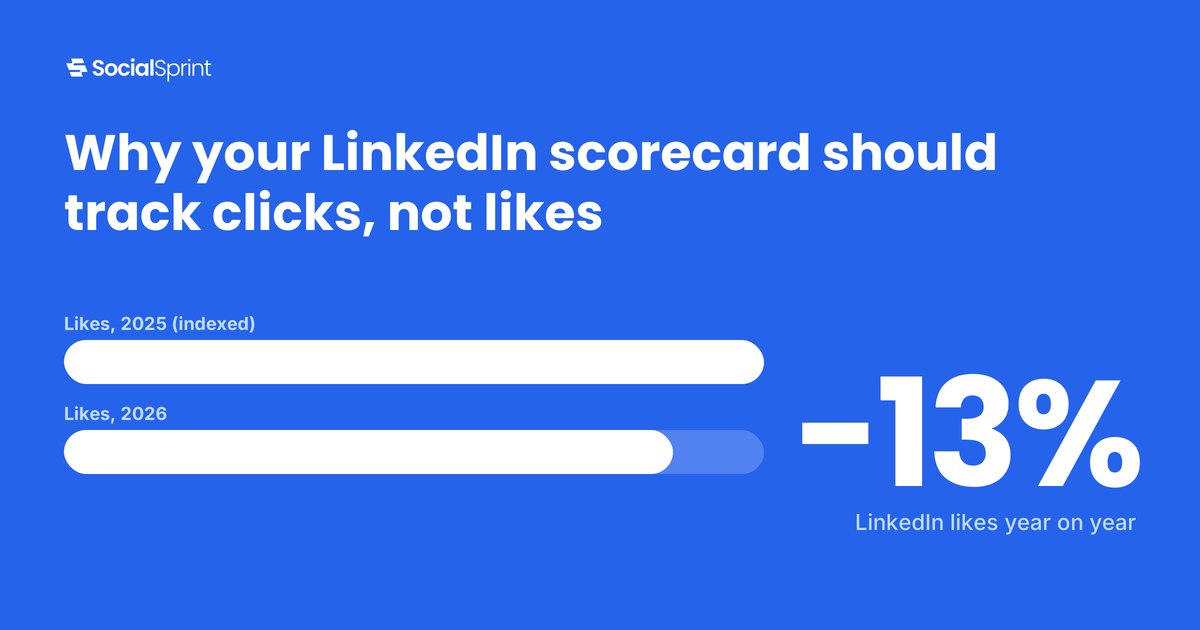 SocialSprint
Why your LinkedIn scorecard should
track clicks, not likes
Likes, 2025 (indexed)
Likes, 2026
-13%
LinkedIn likes year on year